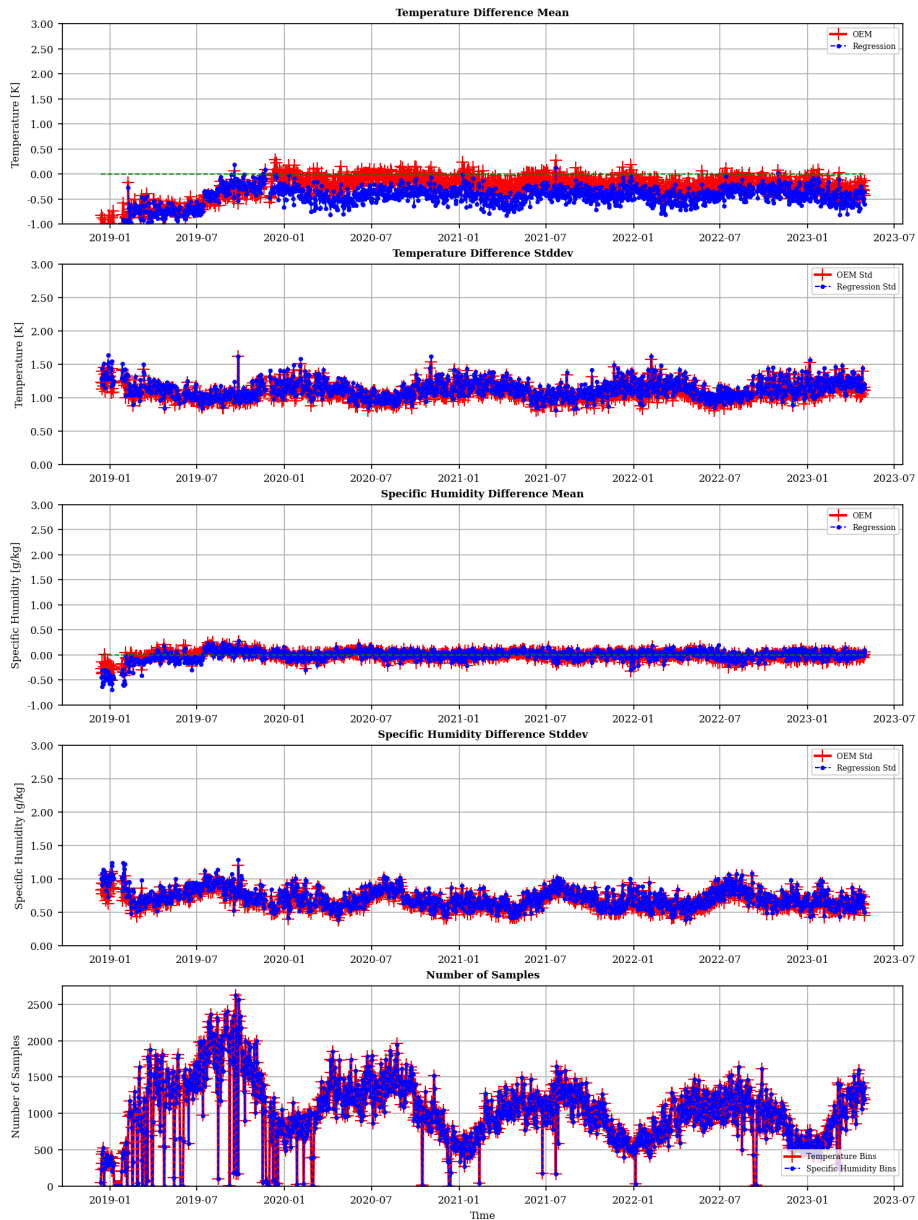 Temperature Difference Mean
3.00
2.50
2.00
1.50
1.00
0.50
0.00
-0.50
-1.00
Temperature [K]
OEM
Regression
2019-01 2019-07 2020-01 2020-07 2021-01 2021-07 2022-01 2022-07 2023-01 2023-07
Temperature Difference Stddev
3.00
2.50
2.00
1.50
1.00
0.50
0.00
Temperature [K]
OEM Std
Regression Std
2019-01 2019-07 2020-01 2020-07 2021-01 2021-07 2022-01 2022-07 2023-01 2023-07
Specific Humidity Difference Mean
3.00
2.50
2.00
1.50
1.00
0.50
0.00
-0.50
-1.00
Specific Humidity [g/kg]
OEM
Regression
2019-01 2019-07 2020-01 2020-07 2021-01 2021-07 2022-01 2022-07 2023-01 2023-07
Specific Humidity Difference Stddev
3.00
2.50
2.00
1.50
1.00
0.50
0.00
Specific Humidity [g/kg]
OEM Std
Regression Std
2019-01 2019-07 2020-01 2020-07 2021-01 2021-07 2022-01 2022-07 2023-01 2023-07
Number of Samples
2500
2000
1500
1000
500
0
Number of Samples
Temperature Bins
Specific Humidity Bins
2019-01 2019-07 2020-01 2020-07 2021-01 2021-07 2022-01 2022-07 2023-01 2023-07
Time